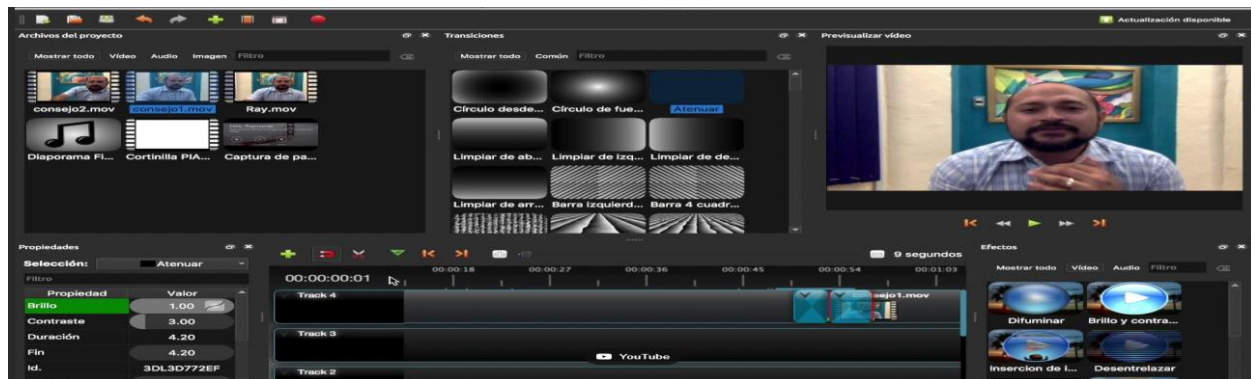 Actualización disponible
Archivos del proyecto
Mostrar todo Vídeo Audio Imagen Filtro
consejo2.mov consejo1.mov Ray.mov
Diaporama Fi... Cortinilla PIA... Captura de pa...
Transiciones
Mostrar todo Común Filtro
Círculo desde... Círculo de fue... Atenuar
Limpiar de ab... Limpiar de izq... Limpiar de de...
Limpiar de arr... Barra izquierd... Barra 4 cuadr...
Previsualizar vídeo
Propiedades
Selección: Atenuar
Filtro
Propiedad Valor
Brillo 1.00
Contraste 3.00
Duración 4.20
Fin 4.20
Id. 3DL3D772EF
9 segundos
00:00:00:01
00:00:18 00:00:27 00:00:36 00:00:45 00:00:54 00:01:03
Track 4
consejo1.mov
Track 3
YouTube
Track 2
Efectos
Mostrar todo Vídeo Audio Filtro
Difuminar Brillo y contra...
Insercion de i... Desentrelazar